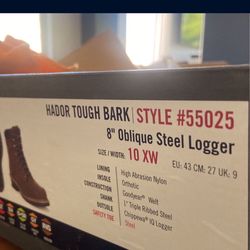 HADOR TOUGH BARK | STYLE #55025
8" Oblique Steel Logger
SIZE / WIDTH: 10 XW EU: 43 CM: 27 UK: 9
LINING High Abrasion Nylon
INSOLE Orthotic
CONSTRUCTION Goodyear® Welt
SHANK 1" Triple Ribbed Steel
OUTSOLE Chippewa® IQ Logger
SAFETY TOE Steel